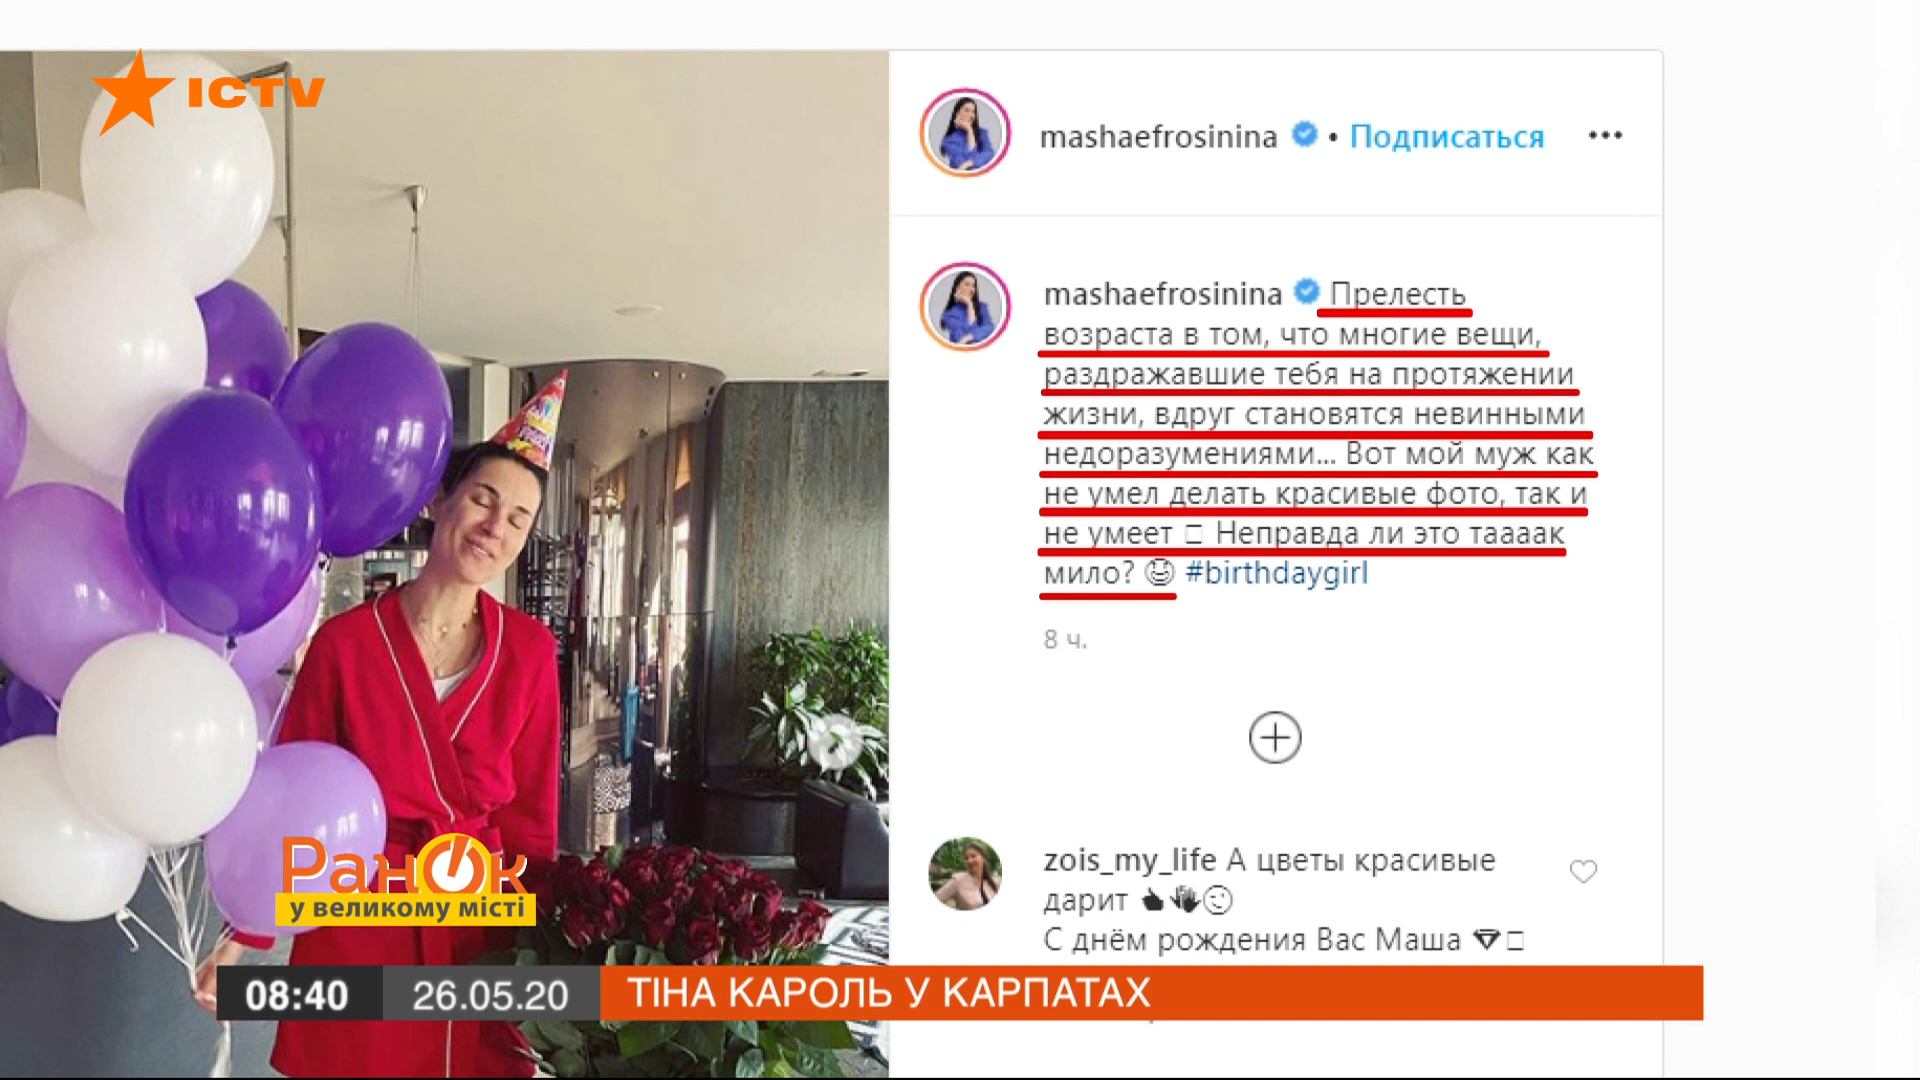 ICTV
mashaefrosinina • Подписаться •••
mashaefrosinina Прелесть
возраста в том, что многие вещи,
раздражавшие тебя на протяжении
жизни, вдруг становятся невинными
недоразумениями... Вот мой муж как
не умел делать красивые фото, так и
не умеет □ Неправда ли это таааак
мило? #birthdaygirl
8 ч.
zois_my_life А цветы красивые
дарит
С днём рождения Вас Маша
Ранок
у великому місті
08:40 26.05.20 ТІНА КАРОЛЬ У КАРПАТАХ